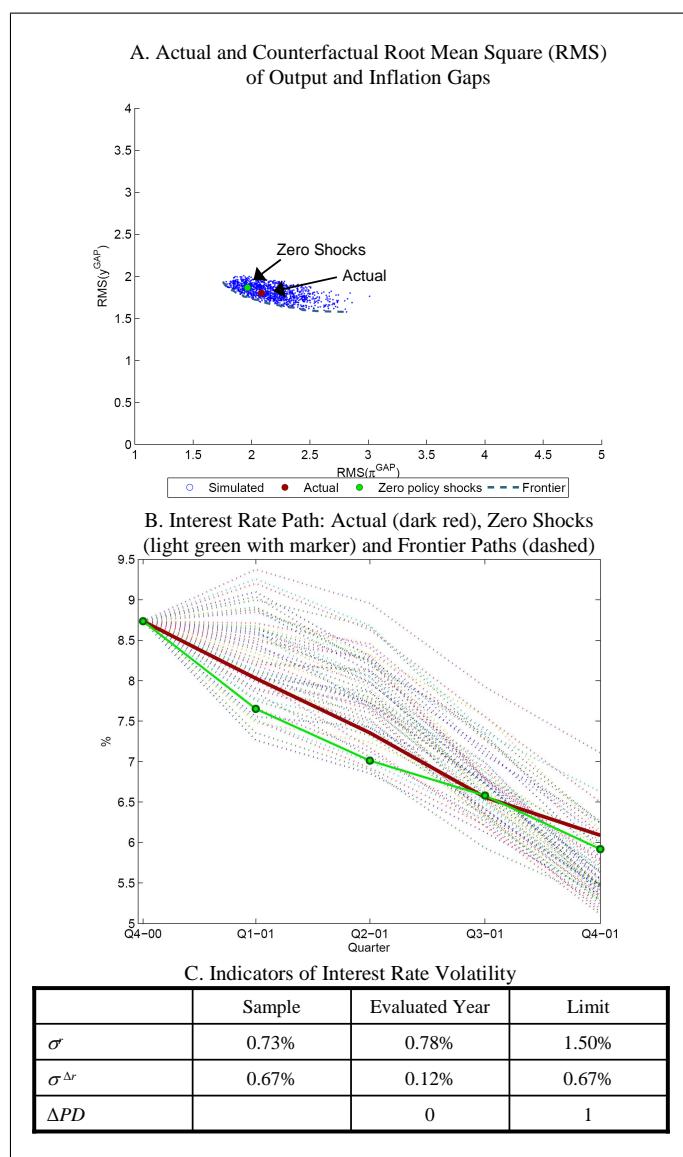 A. Actual and Counterfactual Root Mean Square (RMS)
of Output and Inflation Gaps
4
3.5
3
2.5
2
1.5
1
0.5
0
RMS(y^GAP)
Zero Shocks
Actual
1 1.5 2 2.5 3 3.5 4 4.5 5
RMS(π^GAP)
Simulated Actual Zero policy shocks Frontier
B. Interest Rate Path: Actual (dark red), Zero Shocks
(light green with marker) and Frontier Paths (dashed)
9.5
9
8.5
8
7.5
7
6.5
6
5.5
5
%
Q4-00 Q1-01 Q2-01 Q3-01 Q4-01
Quarter
C. Indicators of Interest Rate Volatility
Sample Evaluated Year Limit
σ^r 0.73% 0.78% 1.50%
σ^Δr 0.67% 0.12% 0.67%
ΔPD 0 1